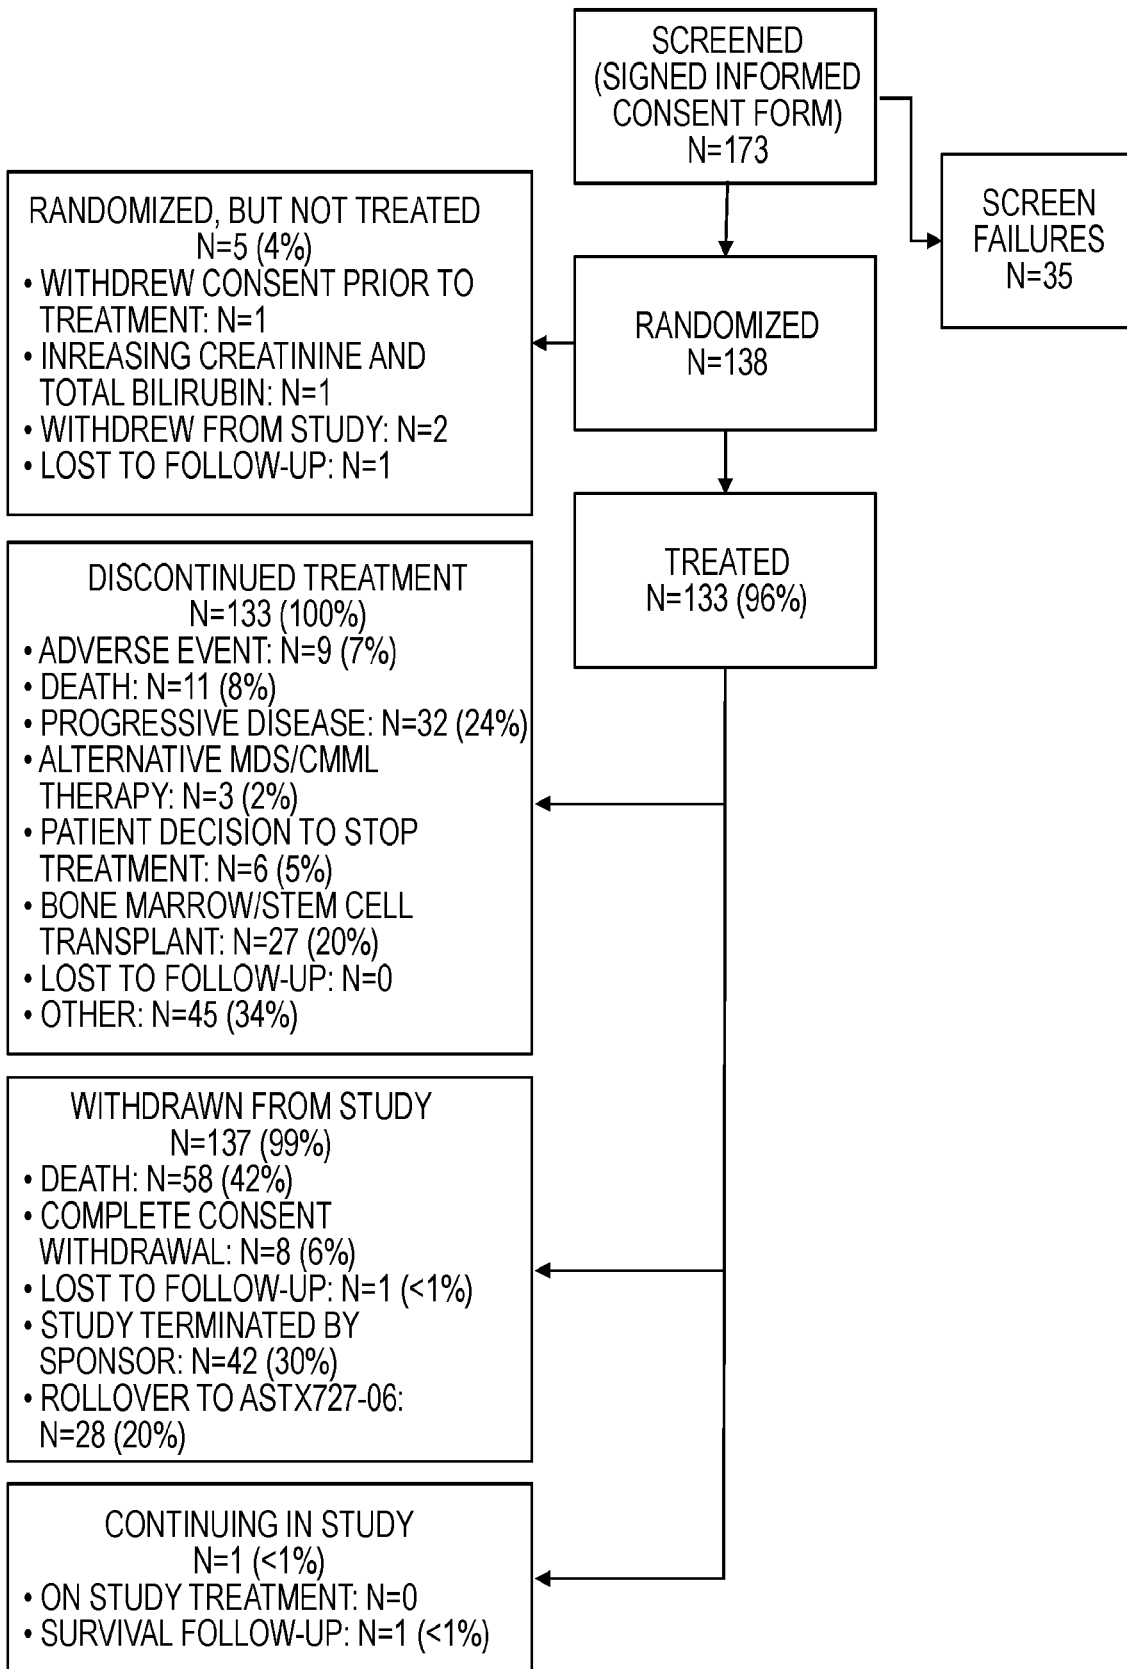 SCREENED
(SIGNED INFORMED
CONSENT FORM)
N=173
SCREEN
FAILURES
N=35
RANDOMIZED, BUT NOT TREATED
N=5 (4%)
• WITHDREW CONSENT PRIOR TO
TREATMENT: N=1
• INREASING CREATININE AND
TOTAL BILIRUBIN: N=1
• WITHDREW FROM STUDY: N=2
• LOST TO FOLLOW-UP: N=1
RANDOMIZED
N=138
TREATED
N=133 (96%)
DISCONTINUED TREATMENT
N=133 (100%)
• ADVERSE EVENT: N=9 (7%)
• DEATH: N=11 (8%)
• PROGRESSIVE DISEASE: N=32 (24%)
• ALTERNATIVE MDS/CMML
THERAPY: N=3 (2%)
• PATIENT DECISION TO STOP
TREATMENT: N=6 (5%)
• BONE MARROW/STEM CELL
TRANSPLANT: N=27 (20%)
• LOST TO FOLLOW-UP: N=0
• OTHER: N=45 (34%)
WITHDRAWN FROM STUDY
N=137 (99%)
• DEATH: N=58 (42%)
• COMPLETE CONSENT
WITHDRAWAL: N=8 (6%)
• LOST TO FOLLOW-UP: N=1 (<1%)
• STUDY TERMINATED BY
SPONSOR: N=42 (30%)
• ROLLOVER TO ASTX727-06:
N=28 (20%)
CONTINUING IN STUDY
N=1 (<1%)
• ON STUDY TREATMENT: N=0
• SURVIVAL FOLLOW-UP: N=1 (<1%)